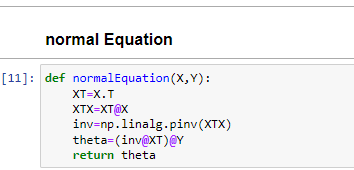 normal Equation
[11]: def normalEquation(X,Y):
XT=X.T
XTX=XT@X
inv=np.linalg.pinv(XTX)
theta=(inv@XT)@Y
return theta